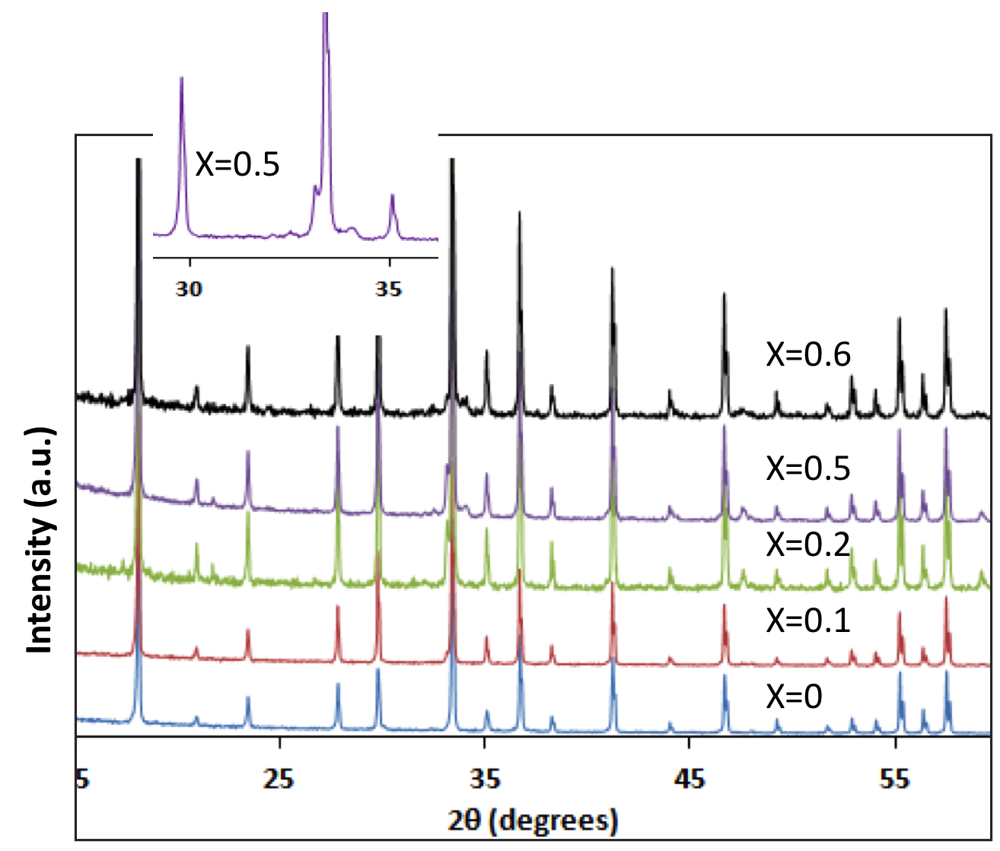 X=0.5
30 35
X=0.6
X=0.5
X=0.2
X=0.1
X=0
Intensity (a.u.)
5 25 35 45 55
2θ (degrees)